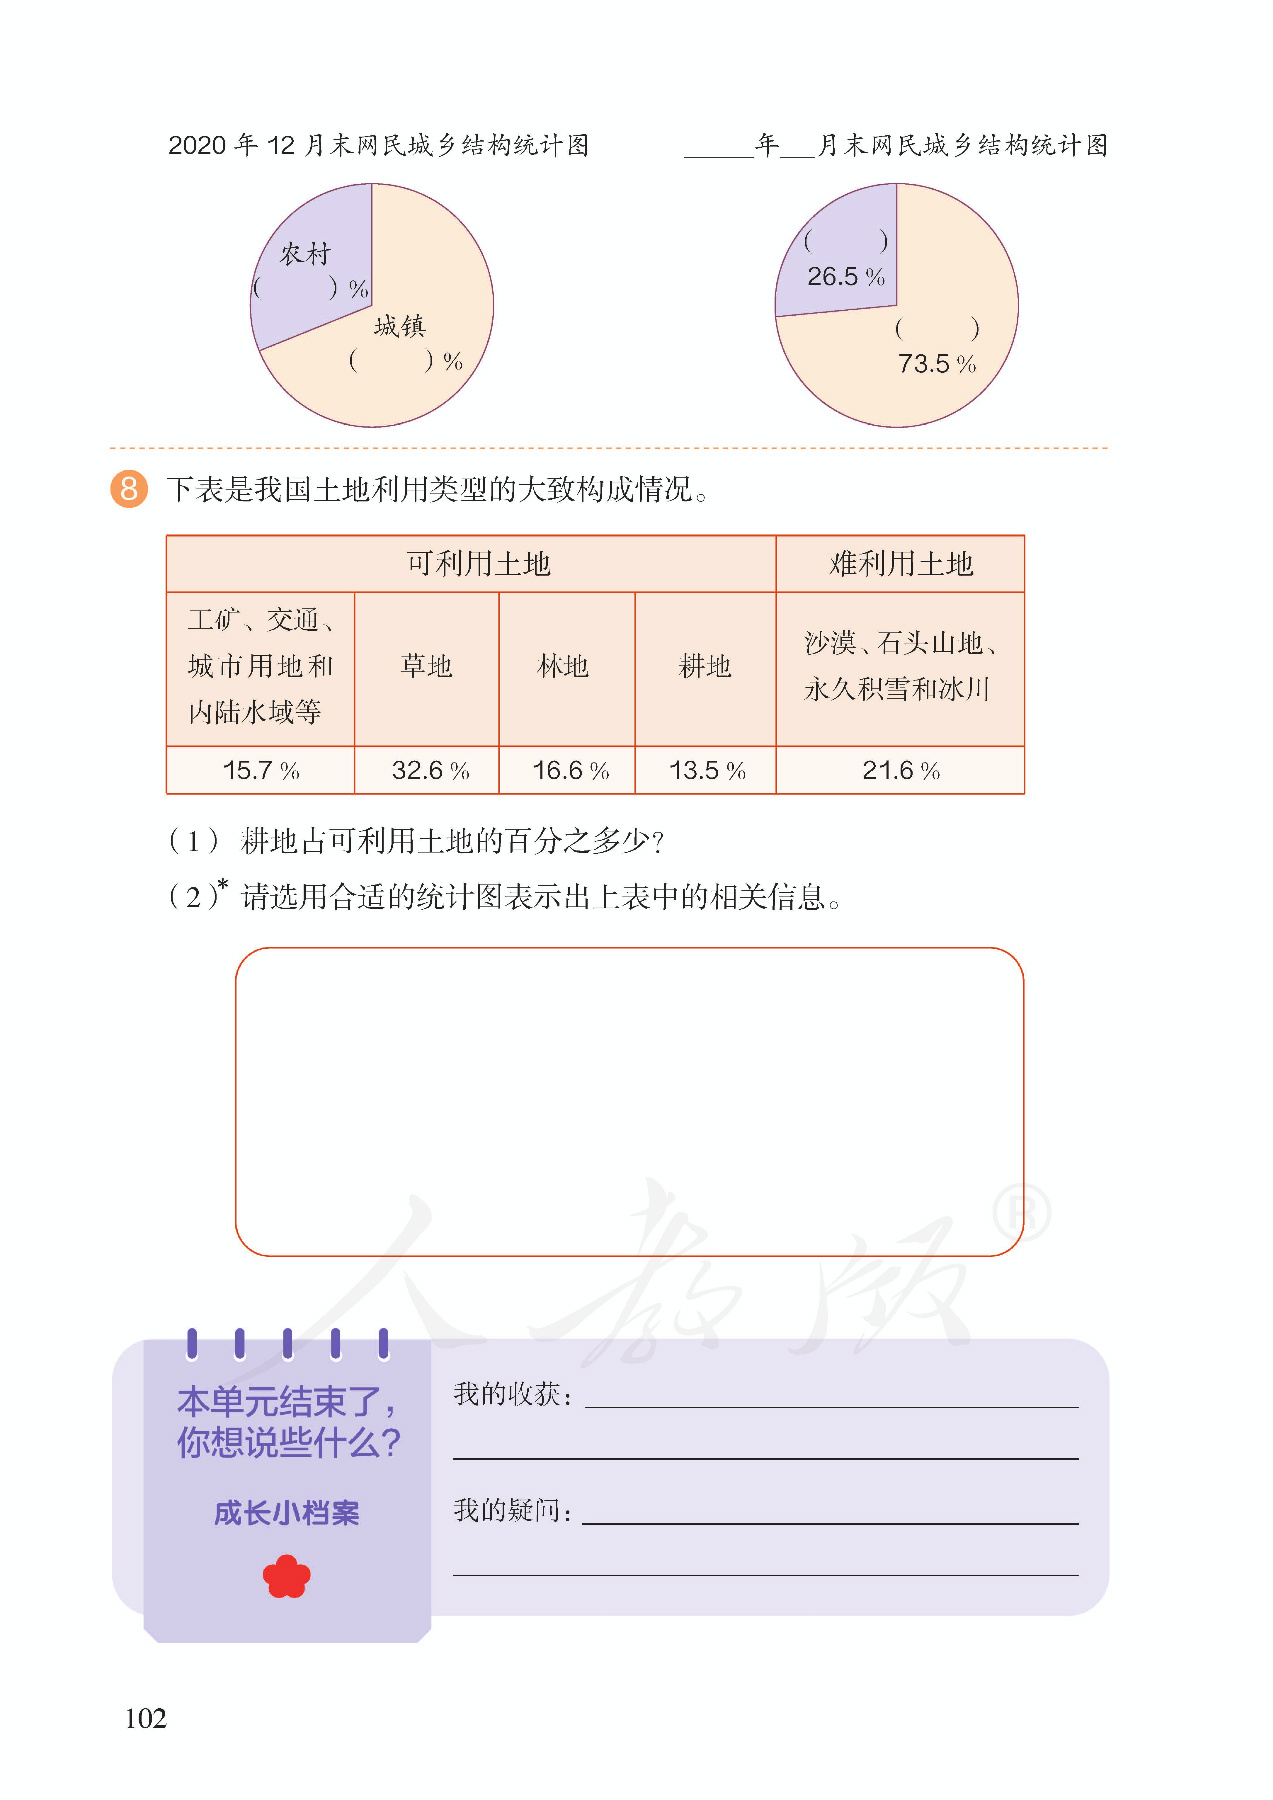 2020 年 12 月末网民城乡结构统计图
______年___月末网民城乡结构统计图
农村
(      ) %
城镇
(      ) %
(      )
26.5 %
(      )
73.5 %
8 下表是我国土地利用类型的大致构成情况。
可利用土地 难利用土地
工矿、交通、
城市用地和
内陆水域等
草地
林地
耕地
沙漠、石头山地、
永久积雪和冰川
15.7 % 32.6 % 16.6 % 13.5 % 21.6 %
(1) 耕地占可利用土地的百分之多少?
(2)* 请选用合适的统计图表示出上表中的相关信息。
人教版®
本单元结束了,
你想说些什么?
成长小档案
我的收获:
我的疑问:
102